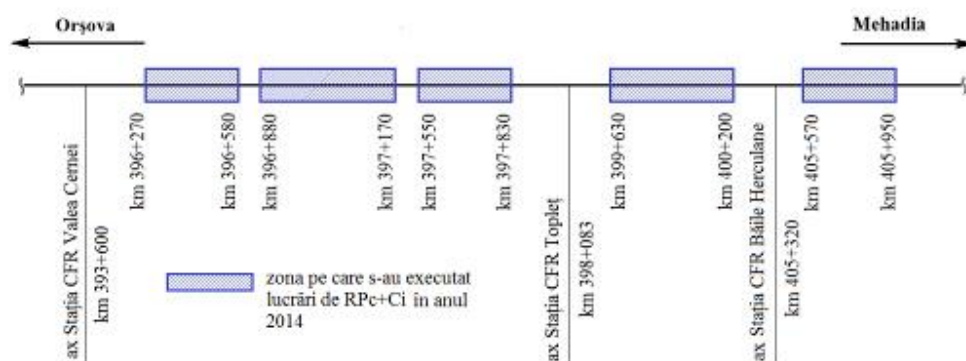 Orşova
Mehadia
ax Staţia CFR Valea Cernei
km 393+600
km 396+270
km 396+580
km 396+880
km 397+170
km 397+550
km 397+830
ax Staţia CFR Topleţ
km 398+083
km 399+630
km 400+200
ax Staţia CFR Băile Herculane
km 405+320
km 405+570
km 405+950
zona pe care s-au executat
lucrări de RPc+Ci în anul
2014